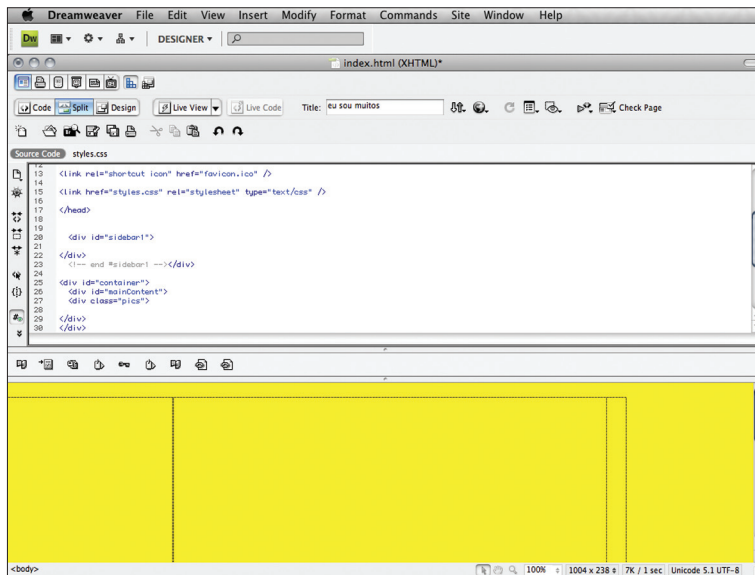 Dreamweaver File Edit View Insert Modify Format Commands Site Window Help
Dw DESIGNER
index.html (XHTML)*
Code Split Design Live View Live Code Title: eu sou muitos Check Page
Source Code styles.css
12
13 <link rel="shortcut icon" href="favicon.ico" />
14
15 <link href="styles.css" rel="stylesheet" type="text/css" />
16
17 </head>
18
19
20 <div id="sidebar1">
21
22 </div>
23 <!-- end #sidebar1 --></div>
24
25 <div id="container">
26 <div id="mainContent">
27 <div class="pics">
28
29 </div>
30 </div>
<body> 100% 1004 x 238 7K / 1 sec Unicode 5.1 UTF-8